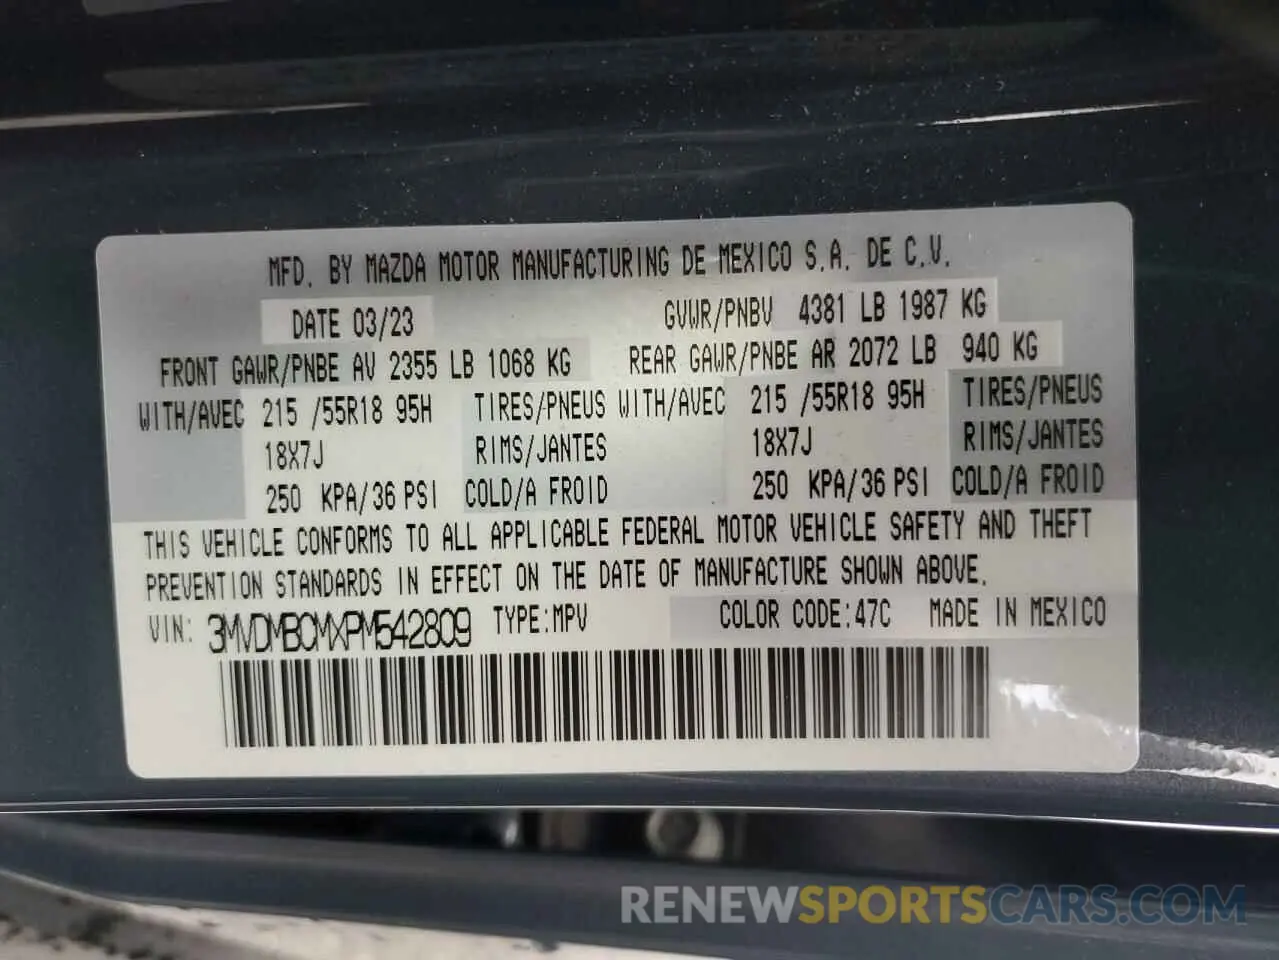 MFD. BY MAZDA MOTOR MANUFACTURING DE MEXICO S.A. DE C.V.
DATE 03/23 GVWR/PNBV 4381 LB 1987 KG
FRONT GAWR/PNBE AV 2355 LB 1068 KG REAR GAWR/PNBE AR 2072 LB 940 KG
WITH/AVEC 215 /55R18 95H TIRES/PNEUS WITH/AVEC 215 /55R18 95H TIRES/PNEUS
18X7J RIMS/JANTES 18X7J RIMS/JANTES
250 KPA/36 PSI COLD/A FROID 250 KPA/36 PSI COLD/A FROID
THIS VEHICLE CONFORMS TO ALL APPLICABLE FEDERAL MOTOR VEHICLE SAFETY AND THEFT
PREVENTION STANDARDS IN EFFECT ON THE DATE OF MANUFACTURE SHOWN ABOVE.
VIN: 3MVDMBCMXPM542809 TYPE:MPV COLOR CODE:47C MADE IN MEXICO
RENEWSPORTSCARS.COM